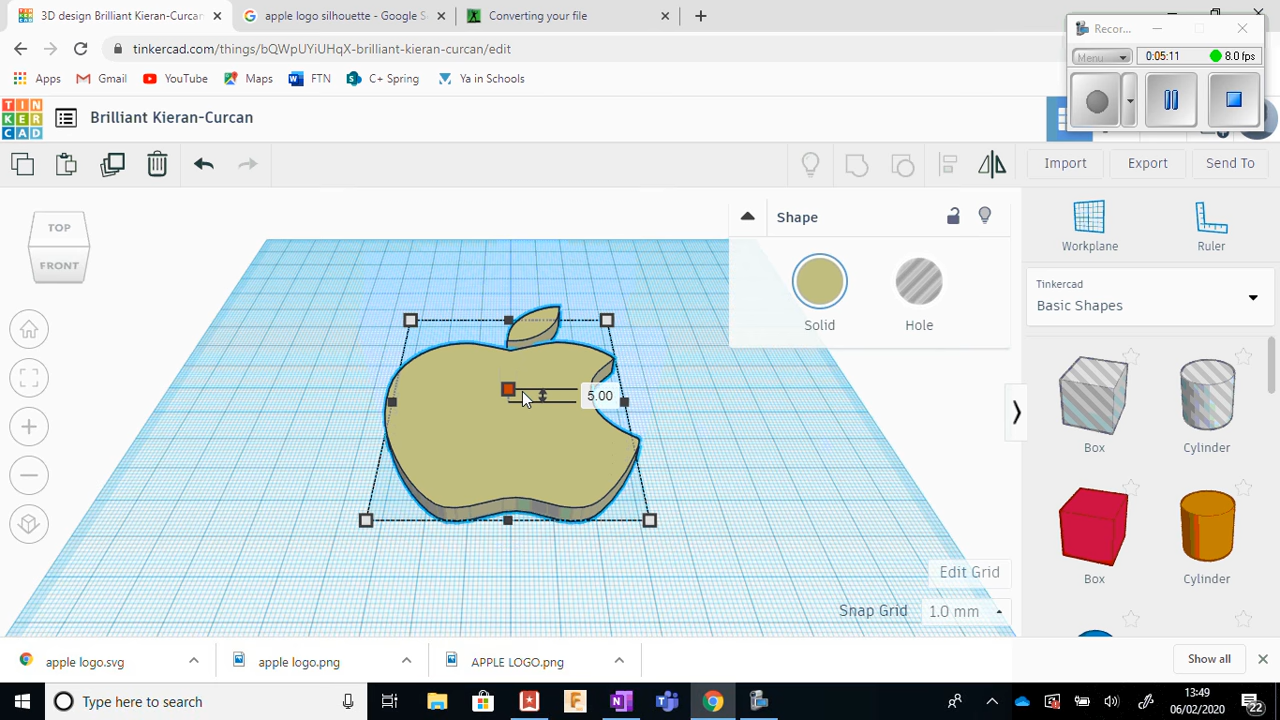 3D design Brilliant Kieran-Curcan
apple logo silhouette - Google S
Converting your file
Recor...
tinkercad.com/things/bQWpUYiUHqX-brilliant-kieran-curcan/edit
Menu
0:05:11
8.0 fps
Apps
Gmail
YouTube
Maps
FTN
C+ Spring
Ya in Schools
TIN
KER
CAD
Brilliant Kieran-Curcan
Import
Export
Send To
TOP
FRONT
Shape
Solid
Hole
Workplane
Ruler
Tinkercad
Basic Shapes
5.00
Box
Cylinder
Box
Cylinder
Edit Grid
Snap Grid
1.0 mm
apple logo.svg
apple logo.png
APPLE LOGO.png
Show all
Type here to search
13:49
06/02/2020
22